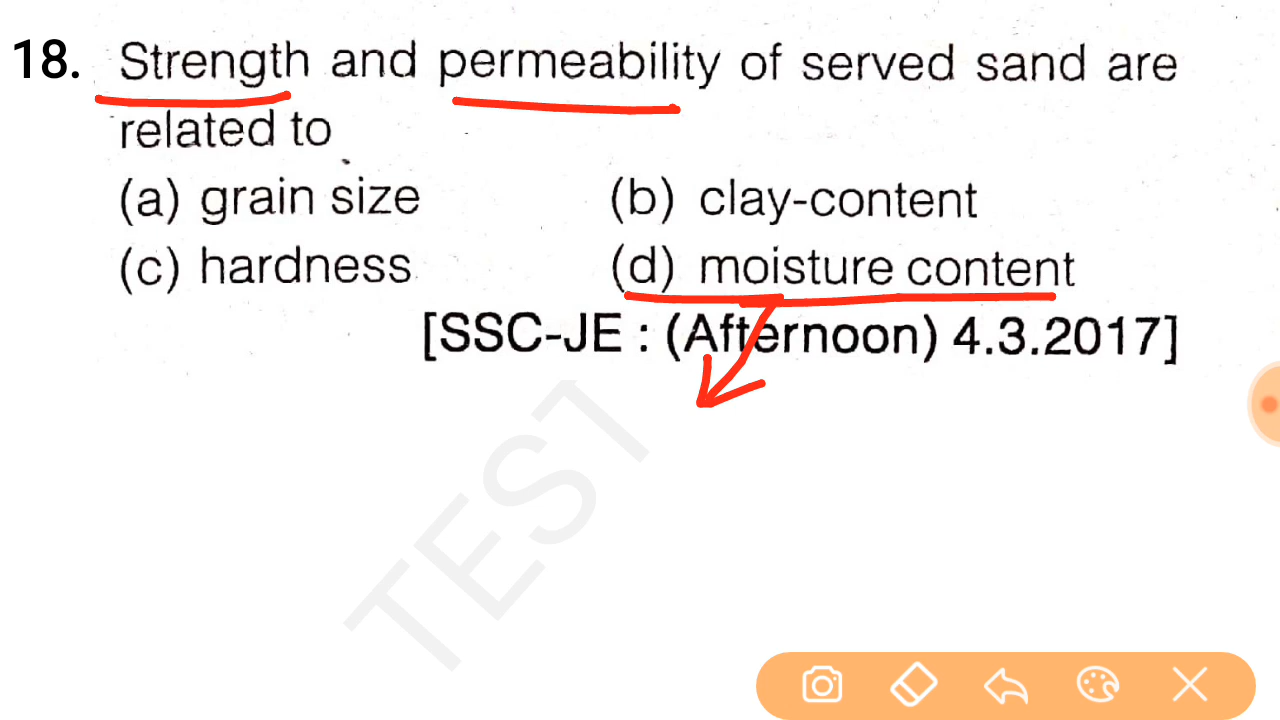 18. Strength and permeability of served sand are
related to
(a) grain size (b) clay-content
(c) hardness (d) moisture content
[SSC-JE : (Afternoon) 4.3.2017]
TEST